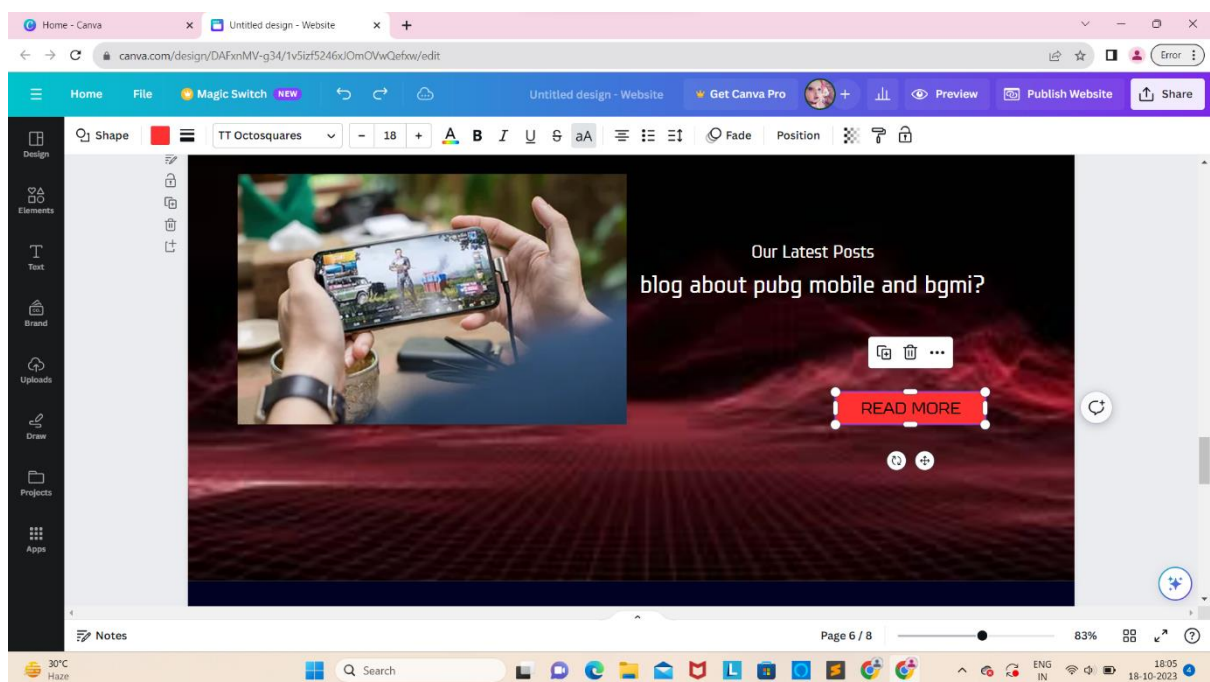 Home - Canva
Untitled design - Website
canva.com/design/DAFxnMV-g34/1v5izf5246xJOmOVwQefxw/edit
Error
Home File Magic Switch NEW Untitled design - Website Get Canva Pro Preview Publish Website Share
Shape TT Octosquares - 18 + A B I U S aA Fade Position
Design
Elements
Text
Brand
Uploads
Draw
Projects
Apps
Our Latest Posts
blog about pubg mobile and bgmi?
READ MORE
Notes Page 6 / 8 83%
30°C
Haze
Search
ENG
IN
18:05
18-10-2023
4